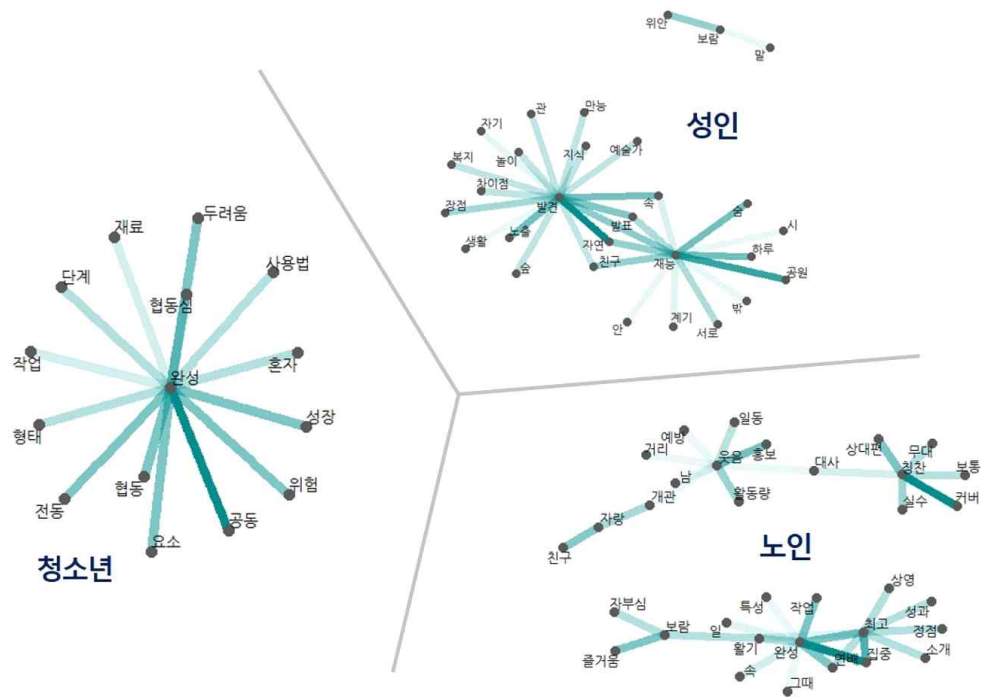 위안
보람
말
성인
관
만능
자기
복지
놀이
지식
예술가
차이점
장점
발견
속
생활
노출
발표
자연
숲
친구
재능
숨
시
하루
공원
밖
안
계기
서로
두려움
재료
단계
사용법
협동심
작업
완성
혼자
형태
성장
협동
위험
전동
공동
요소
청소년
일동
예방
거리
웃음
홍보
남
활동량
개관
자랑
친구
대사
상대편
무대
칭찬
보통
실수
커버
노인
상영
자부심
특성
작업
성과
보람
일
최고
정점
즐거움
활기
완성
연배
집중
소개
속
그때